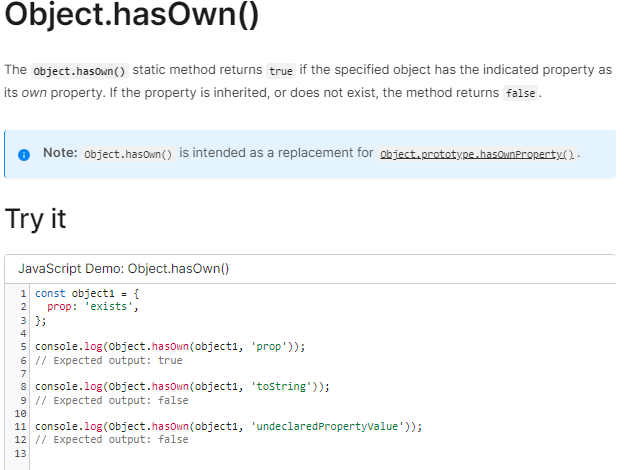 Object.hasOwn()
The Object.hasOwn() static method returns true if the specified object has the indicated property as
its own property. If the property is inherited, or does not exist, the method returns false.
Note: Object.hasOwn() is intended as a replacement for Object.prototype.hasOwnProperty().
Try it
JavaScript Demo: Object.hasOwn()
1 const object1 = {
2   prop: 'exists',
3 };
4
5 console.log(Object.hasOwn(object1, 'prop'));
6 // Expected output: true
7
8 console.log(Object.hasOwn(object1, 'toString'));
9 // Expected output: false
10
11 console.log(Object.hasOwn(object1, 'undeclaredPropertyValue'));
12 // Expected output: false
13